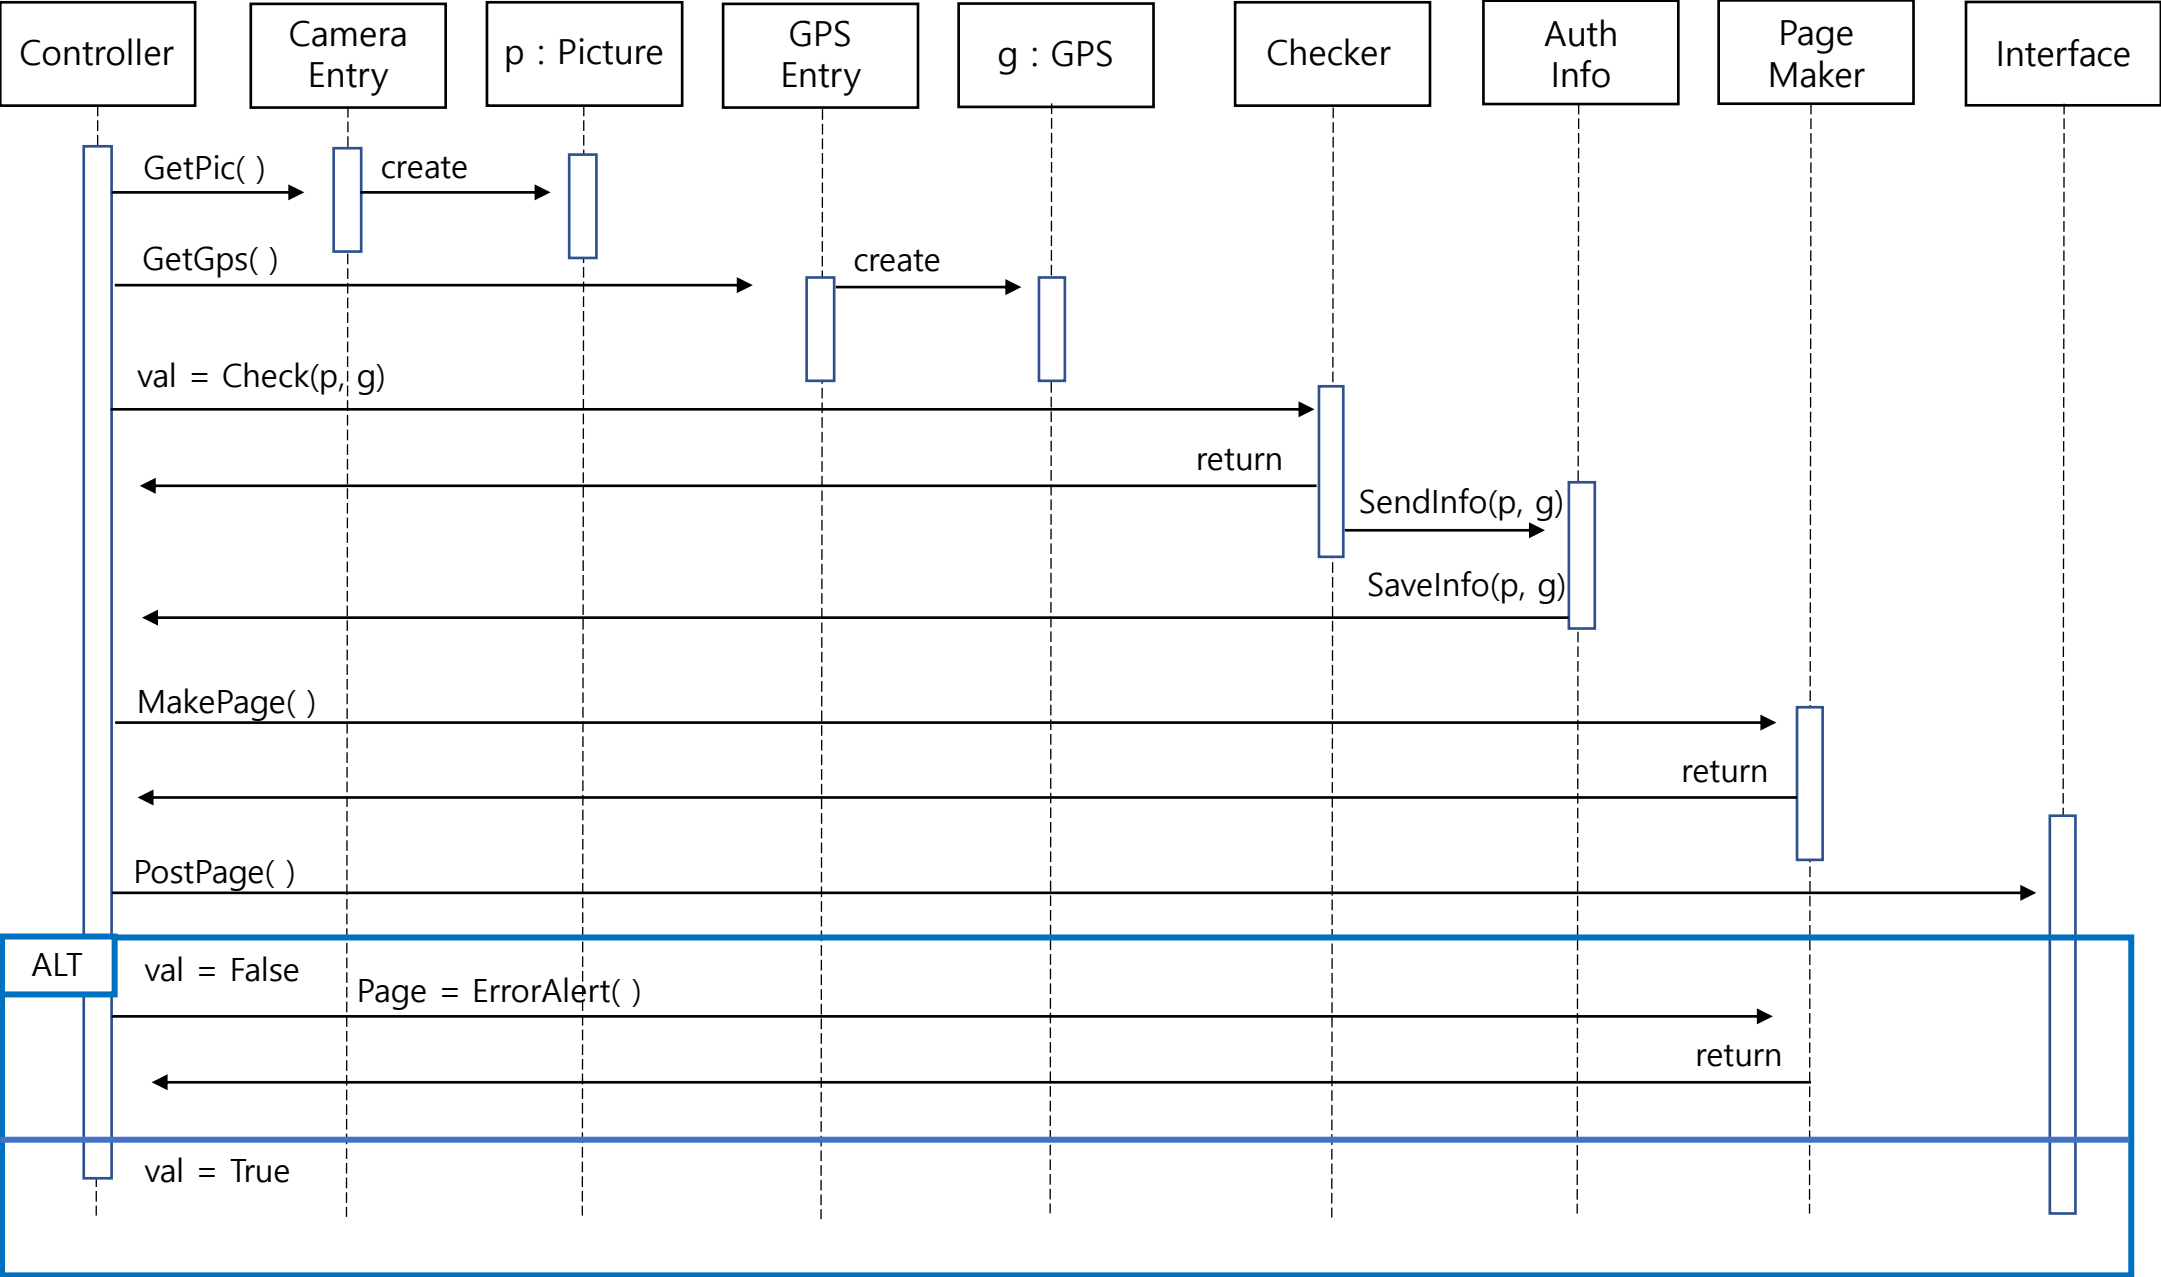 Controller
Camera
Entry
p : Picture
GPS
Entry
g : GPS
Checker
Auth
Info
Page
Maker
Interface
GetPic( )
create
GetGps( )
create
val = Check(p, g)
return
SendInfo(p, g)
SaveInfo(p, g)
MakePage( )
return
PostPage( )
ALT
val = False
Page = ErrorAlert( )
return
val = True